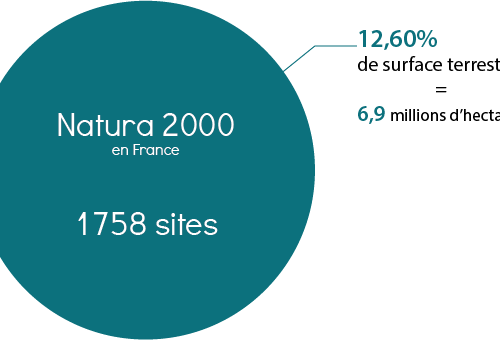 Natura 2000
en France
1758 sites
12,60%
de surface terrest
=
6,9 millions d'hecta